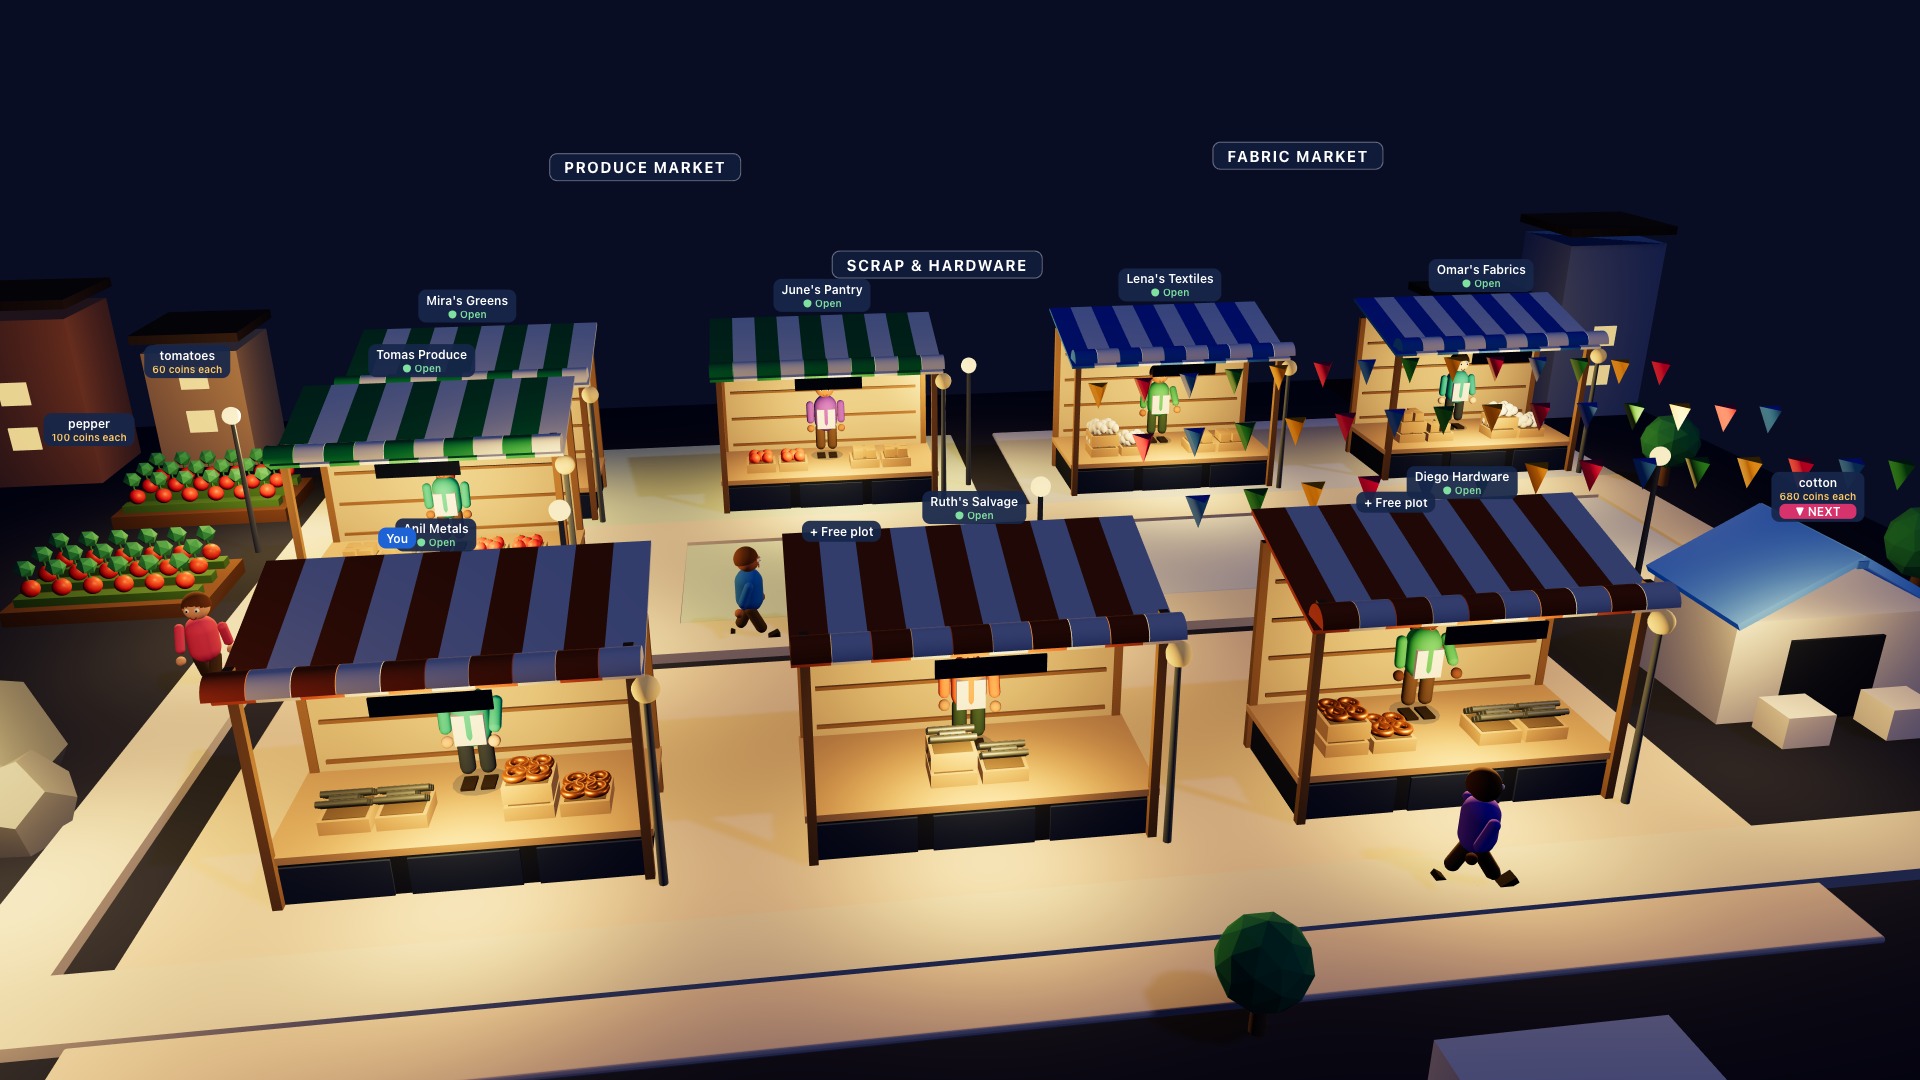 FABRIC MARKET
PRODUCE MARKET
SCRAP & HARDWARE
Omar's Fabrics
Open
Lena's Textiles
Open
June's Pantry
Open
Mira's Greens
Open
tomatoes
60 coins each
Tomas Produce
Open
pepper
100 coins each
Diego Hardware
Open
cotton
680 coins each
▼ NEXT
+ Free plot
Ruth's Salvage
Open
+ Free plot
You
Anil Metals
Open